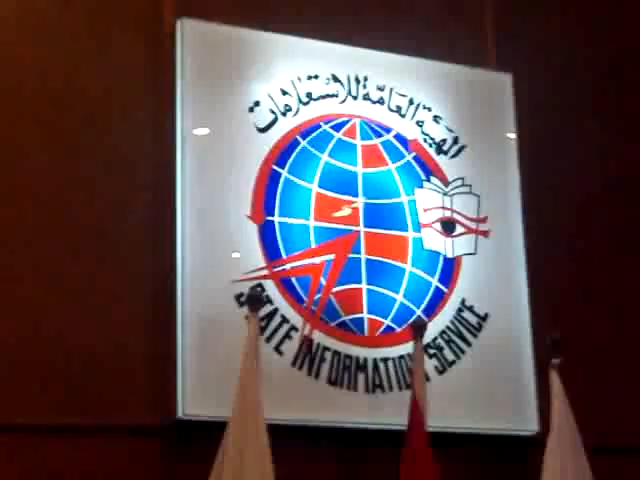 الهيئة العامة للاستعلامات
STATE INFORMATION SERVICE